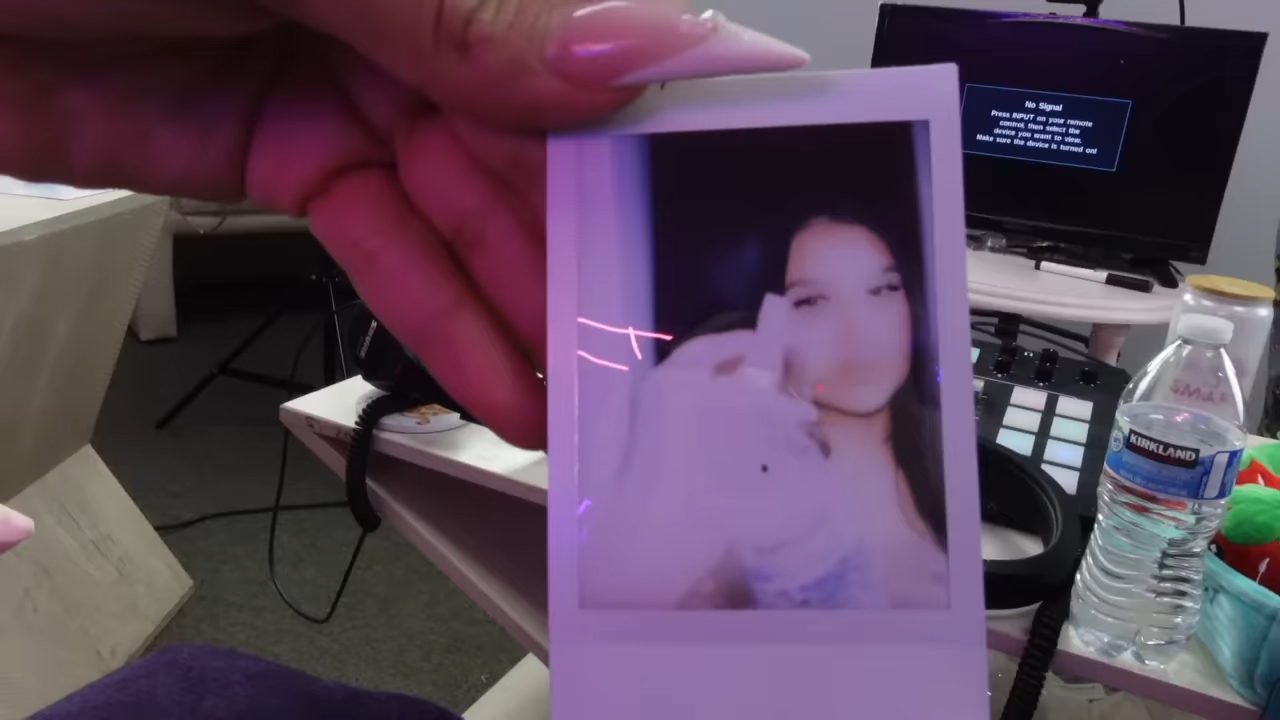 No Signal
Press INPUT on your remote
control, then select the
device you want to view.
Make sure the device is turned on!
KIRKLAND